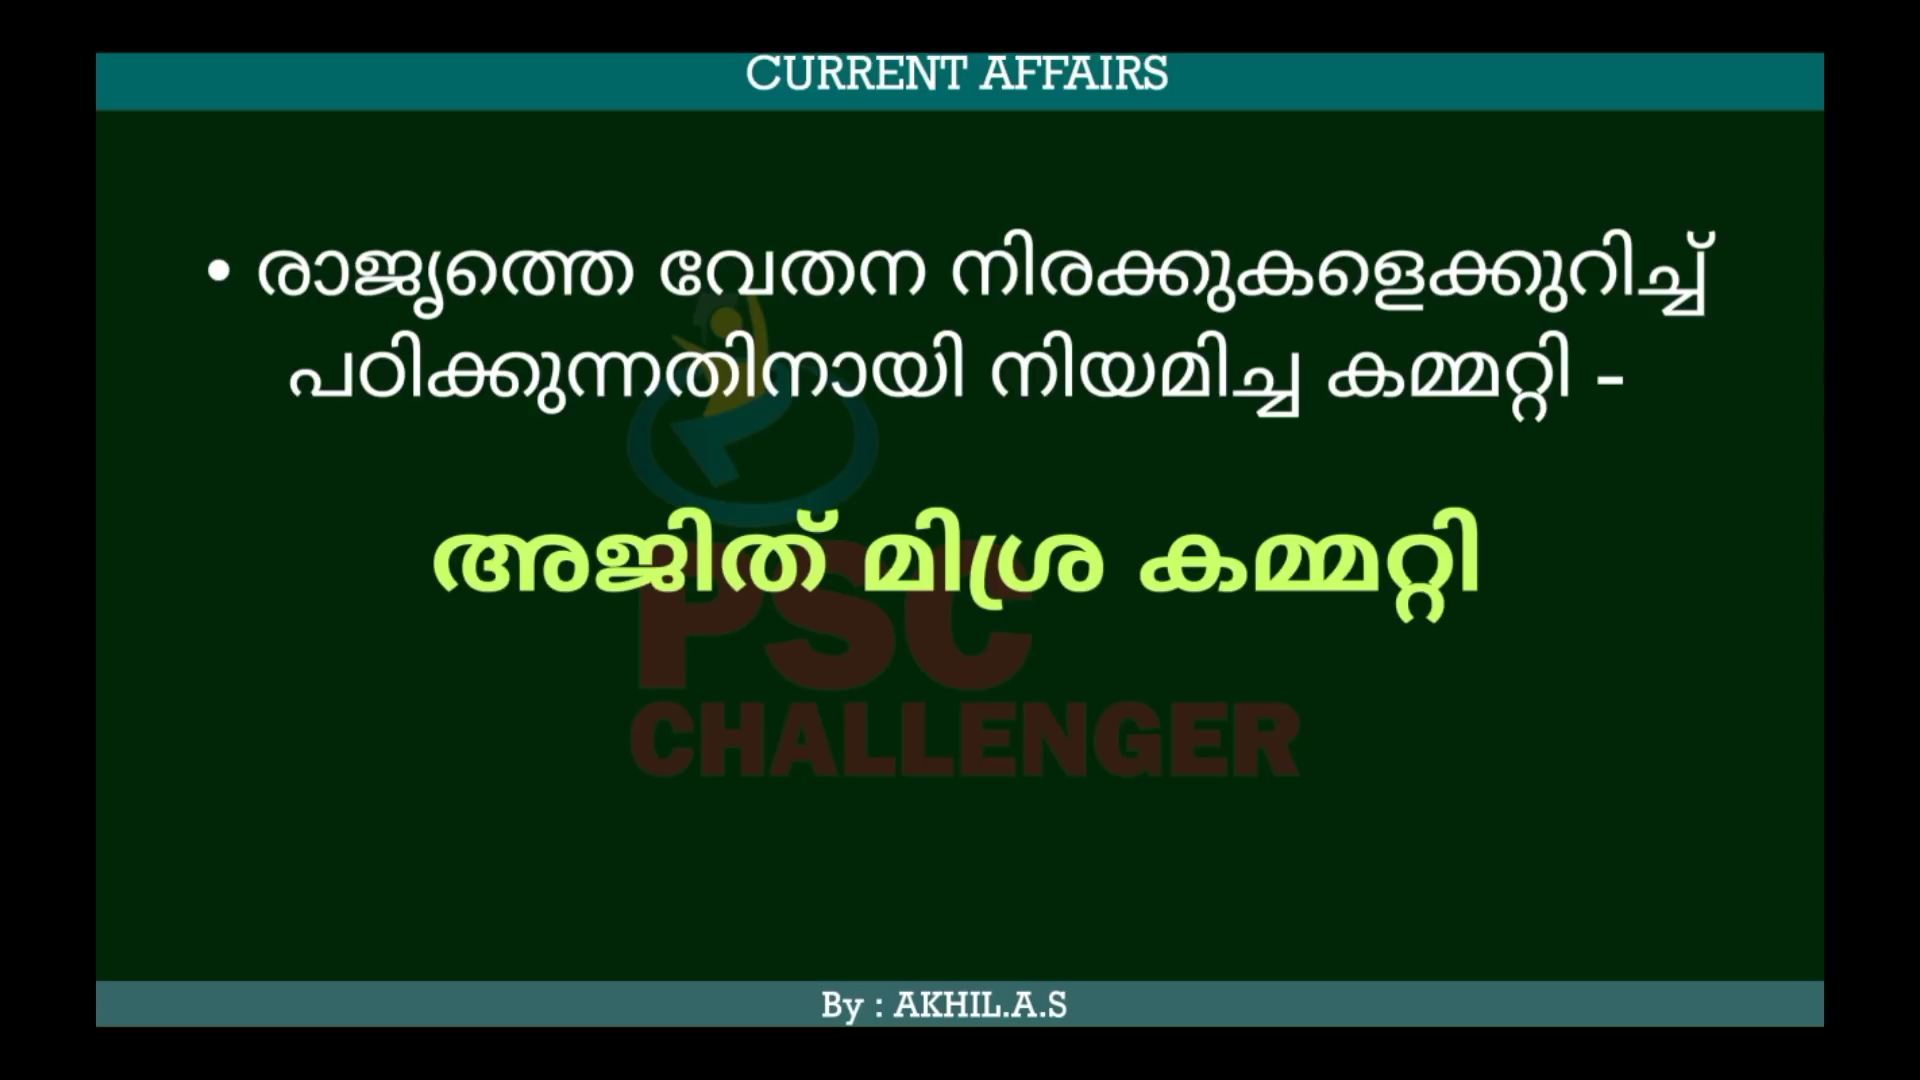 CURRENT AFFAIRS
• രാജ്യത്തെ വേതന നിരക്കുകളെക്കുറിച്ച്
പഠിക്കുന്നതിനായി നിയമിച്ച കമ്മറ്റി -
അജിത് മിശ്ര കമ്മറ്റി
PSC
CHALLENGER
By : AKHIL.A.S